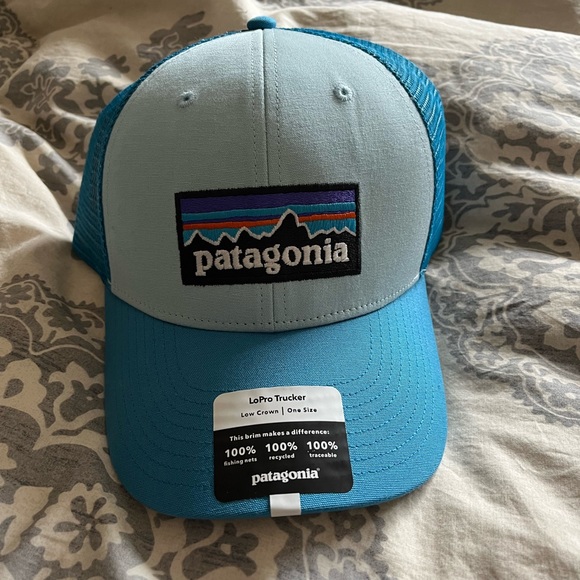 patagonia
LoPro Trucker
Low Crown | One Size
This brim makes a difference:
100% 100% 100%
fishing nets recycled traceable
patagonia®